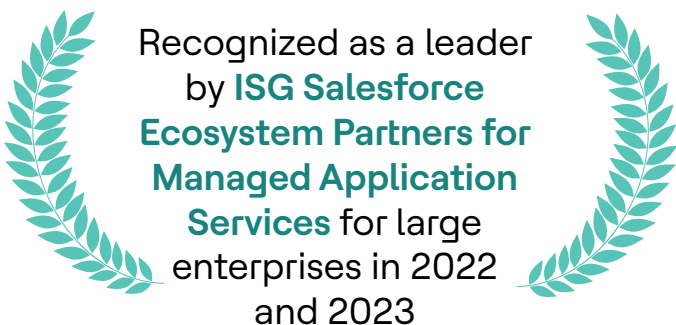 Recognized as a leader
by ISG Salesforce
Ecosystem Partners for
Managed Application
Services for large
enterprises in 2022
and 2023